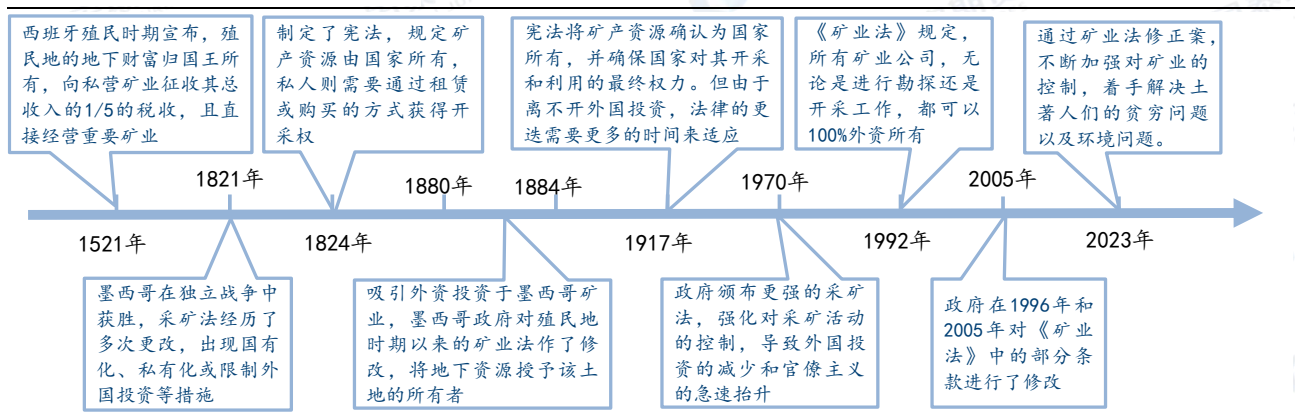 西班牙殖民时期宣布，殖
民地的地下财富归国王所
有，向私营矿业征收其总
收入的1/5的税收，且直
接经营重要矿业
制定了宪法，规定矿
产资源由国家所有，
私人则需要通过租赁
或购买的方式获得开
采权
宪法将矿产资源确认为国家
所有，并确保国家对其开采
和利用的最终权力。但由于
离不开外国投资，法律的更
迭需要更多的时间来适应
《矿业法》规定，
所有矿业公司，无
论是进行勘探还是
开采工作，都可以
100%外资所有
通过矿业法修正案，
不断加强对矿业的
控制，着手解决土
著人们的贫穷问题
以及环境问题。
1821年
1880年
1884年
1970年
2005年
1521年
1824年
1917年
1992年
2023年
墨西哥在独立战争中
获胜，采矿法经历了
多次更改，出现国有
化、私有化或限制外
国投资等措施
吸引外资投资于墨西哥矿
业，墨西哥政府对殖民地
时期以来的矿业法作了修
改，将地下资源授予该土
地的所有者
政府颁布更强的采矿
法，强化对采矿活动
的控制，导致外国投
资的减少和官僚主义
的急速抬升
政府在1996年和
2005年对《矿业
法》中的部分条
款进行了修改